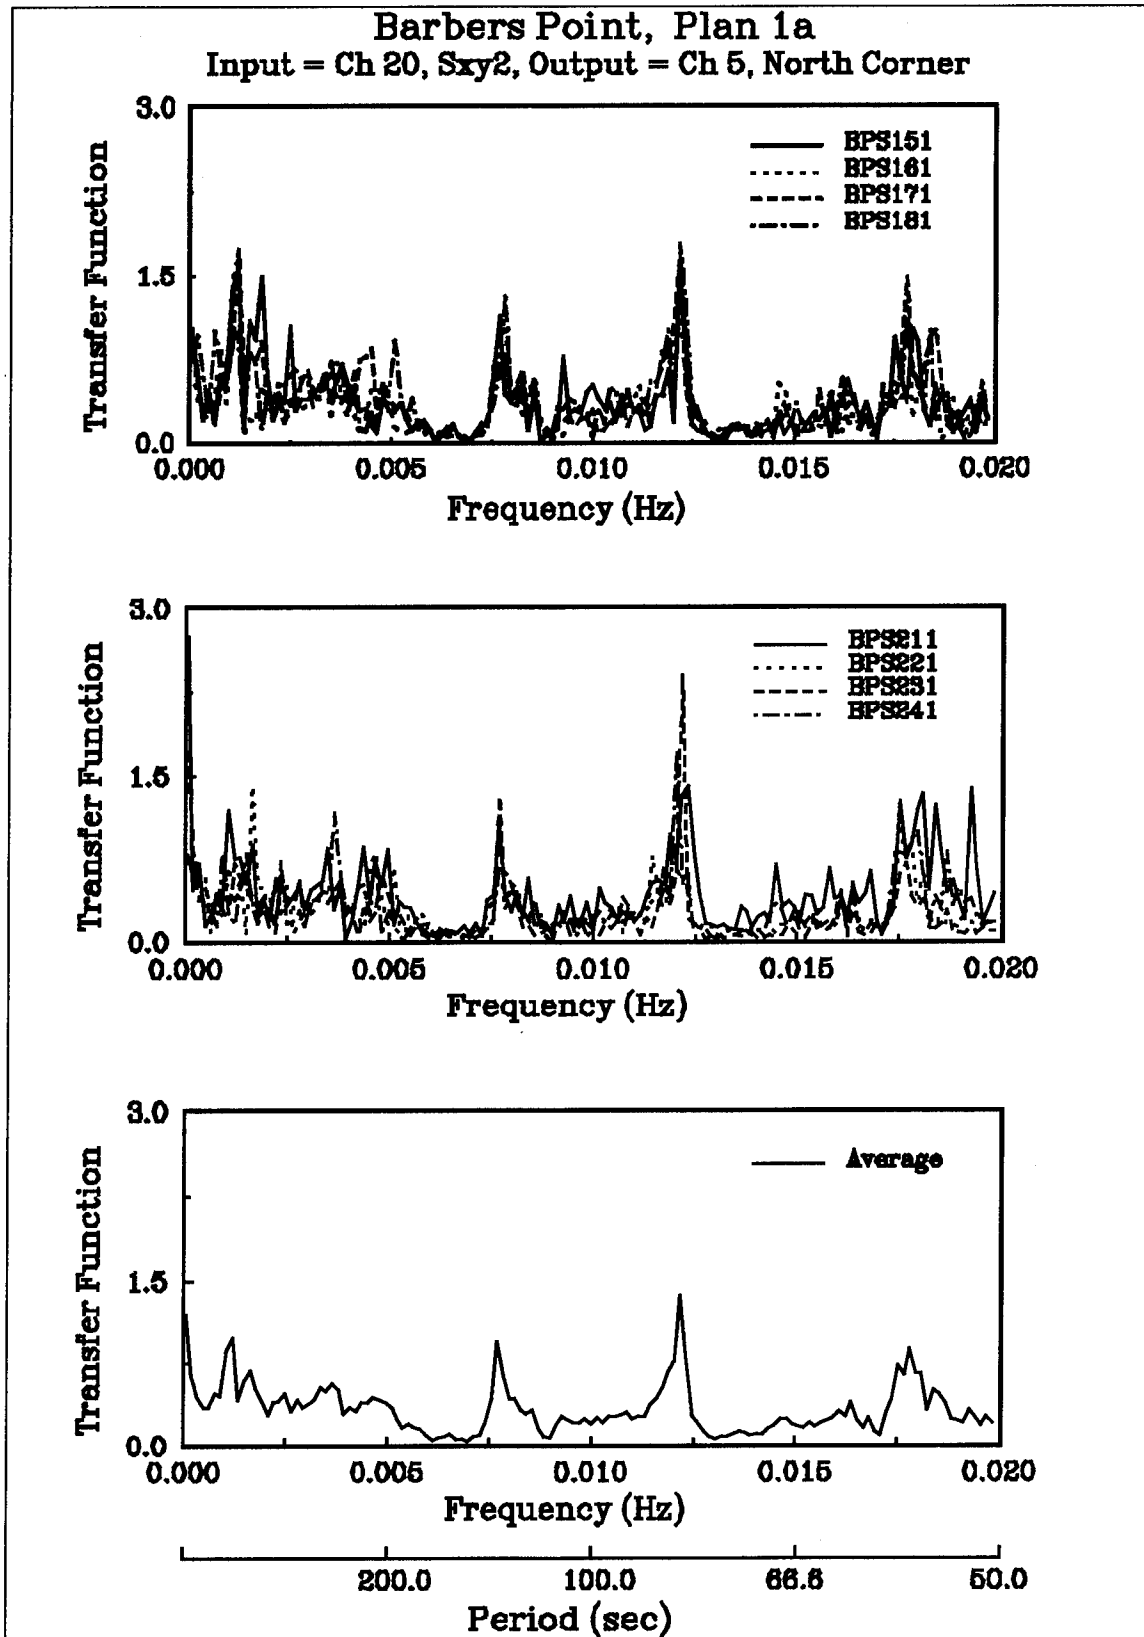 Barbers Point, Plan 1a
Input = Ch 20, Sxy2, Output = Ch 5, North Corner
Transfer Function
3.0
1.5
0.0
BPS151
BPS161
BPS171
BPS181
0.000 0.005 0.010 0.015 0.020
Frequency (Hz)
Transfer Function
3.0
1.5
0.0
BPS211
BPS221
BPS231
BPS241
0.000 0.005 0.010 0.015 0.020
Frequency (Hz)
Transfer Function
3.0
1.5
0.0
Average
0.000 0.005 0.010 0.015 0.020
Frequency (Hz)
200.0 100.0 66.6 50.0
Period (sec)